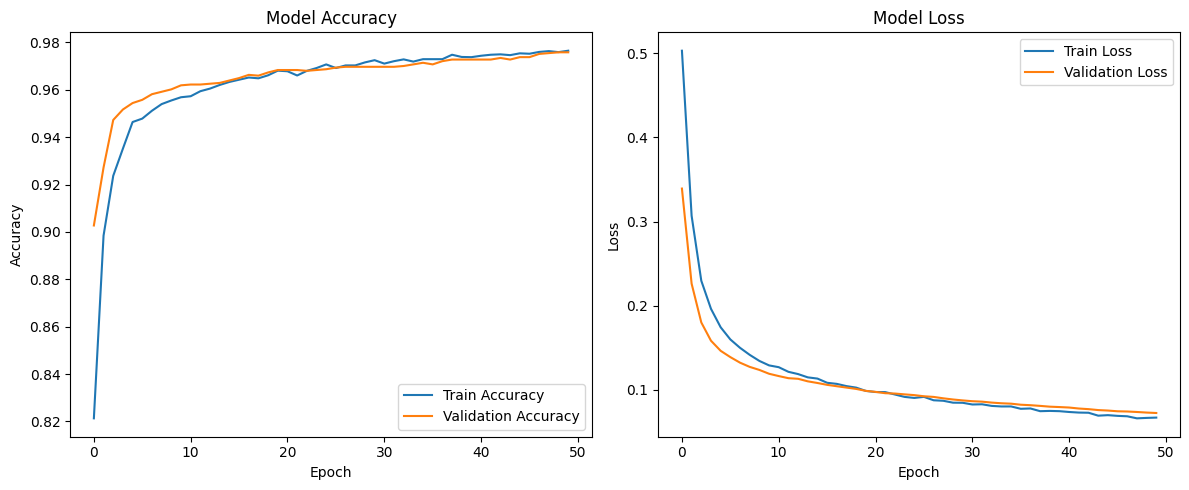 Model Accuracy
0.98
0.96
0.94
0.92
0.90
0.88
0.86
0.84
0.82
Accuracy
Train Accuracy
Validation Accuracy
0 10 20 30 40 50
Epoch
Model Loss
0.5
0.4
0.3
0.2
0.1
Loss
Train Loss
Validation Loss
0 10 20 30 40 50
Epoch